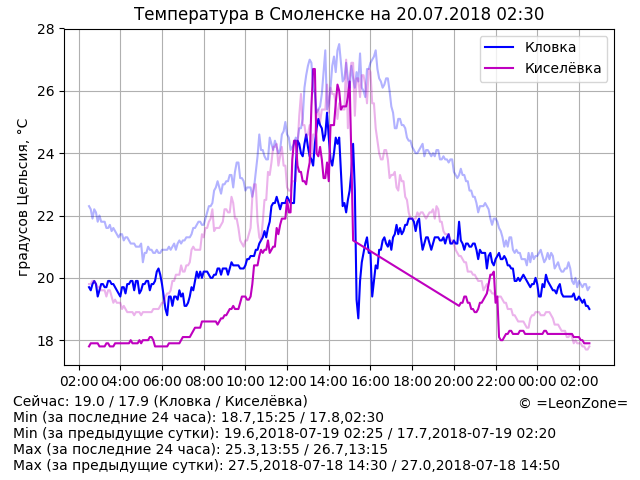 Температура в Смоленске на 20.07.2018 02:30
градусов Цельсия, °C
28
26
24
22
20
18
Кловка
Киселёвка
02:00 04:00 06:00 08:00 10:00 12:00 14:00 16:00 18:00 20:00 22:00 00:00 02:00
Сейчас: 19.0 / 17.9 (Кловка / Киселёвка)
© =LeonZone=
Min (за последние 24 часа): 18.7,15:25 / 17.8,02:30
Min (за предыдущие сутки): 19.6,2018-07-19 02:25 / 17.7,2018-07-19 02:20
Max (за последние 24 часа): 25.3,13:55 / 26.7,13:15
Max (за предыдущие сутки): 27.5,2018-07-18 14:30 / 27.0,2018-07-18 14:50